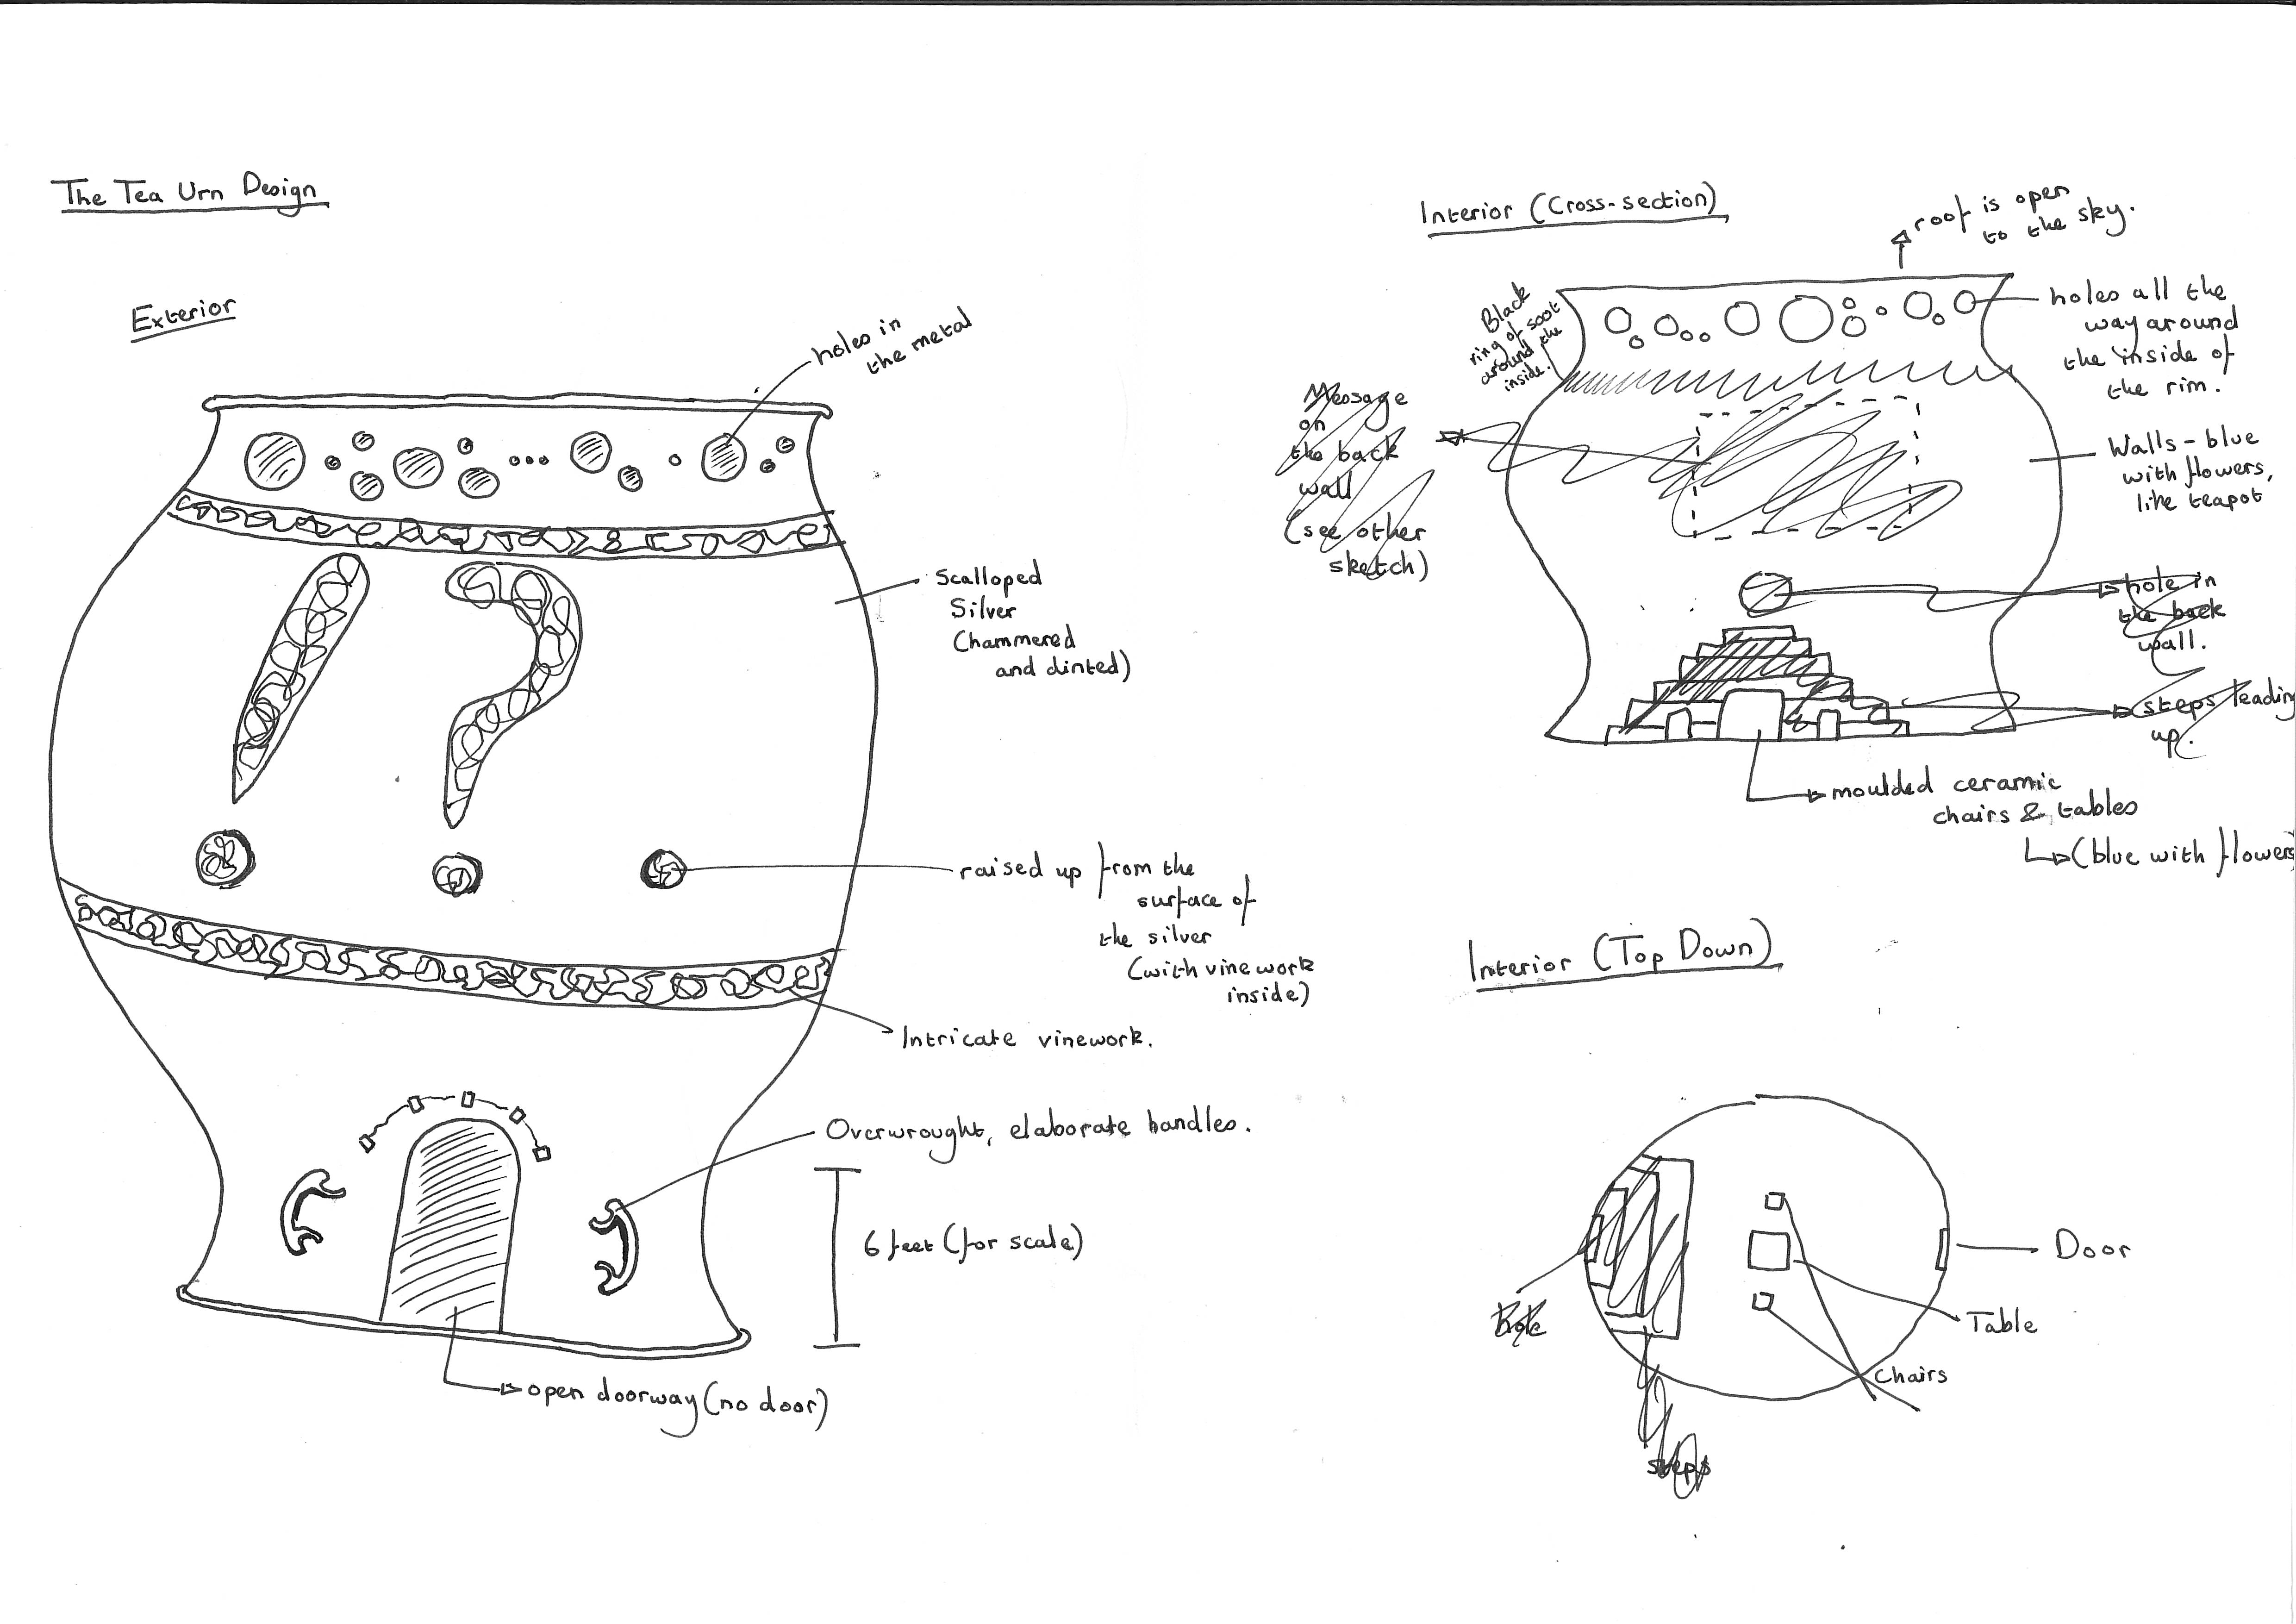 The Tea Urn Design
Exterior
holes in
the metal
Scalloped
Silver
(hammered
and dinted)
raised up from the
surface of
the silver
(with vinework
inside)
Intricate vinework.
Overwrought, elaborate handles.
6 feet (for scale)
open doorway (no door)
Interior (Cross-section)
roof is open
to the sky.
Black
ring of soot
around the
inside.
holes all the
way around
the inside of
the rim.
Message
on
the back
wall
(see other
sketch)
Walls - blue
with flowers,
like teapot
hole in
the back
wall.
steps leading
up.
moulded ceramic
chairs & tables
(blue with flowers
Interior (Top Down)
Door
Hole
Table
Chairs
steps